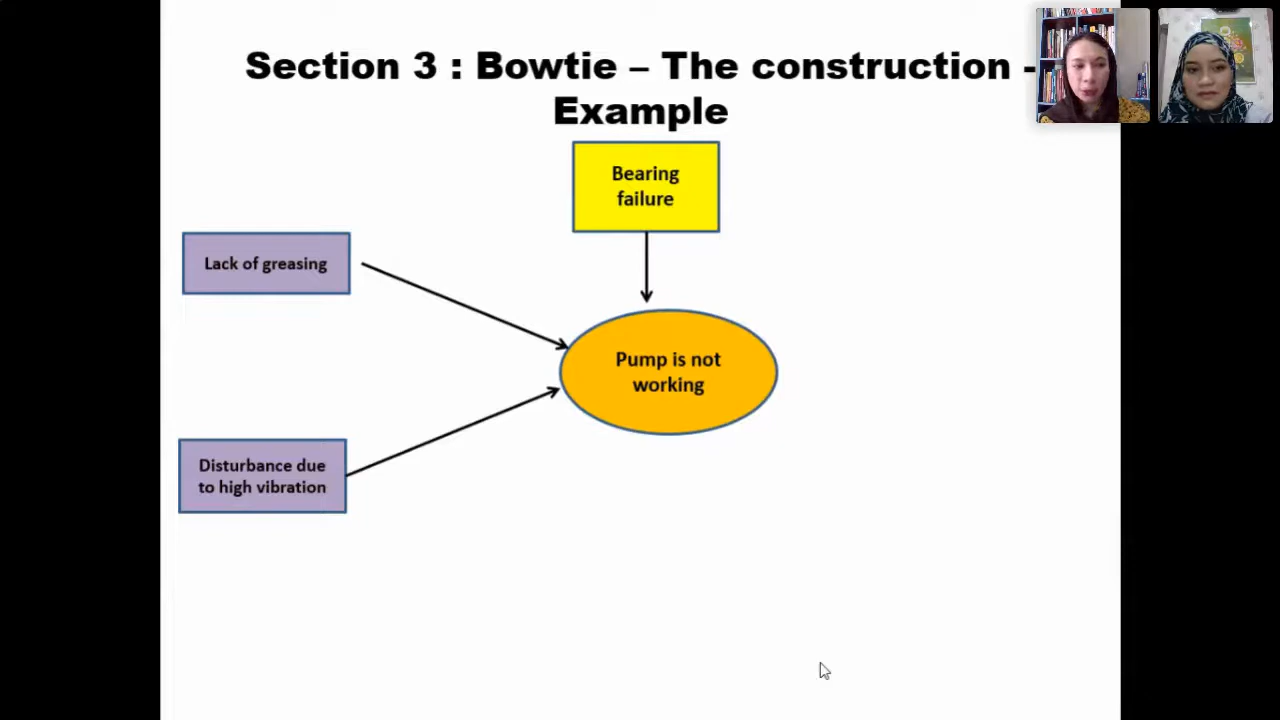 Section 3 : Bowtie – The construction -
Example
Bearing
failure
Lack of greasing
Pump is not
working
Disturbance due
to high vibration